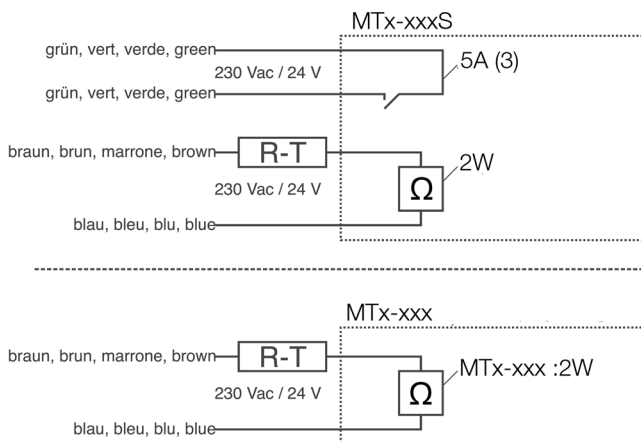 MTx-xxxS
grün, vert, verde, green
230 Vac / 24 V
5A (3)
grün, vert, verde, green
braun, brun, marrone, brown
R-T
2W
230 Vac / 24 V
Ω
blau, bleu, blu, blue
MTx-xxx
braun, brun, marrone, brown
R-T
MTx-xxx :2W
230 Vac / 24 V
Ω
blau, bleu, blu, blue